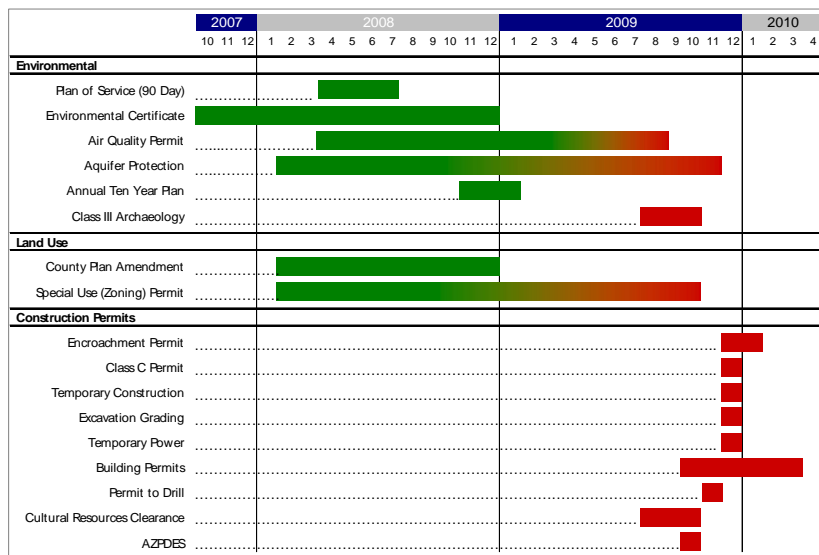 2007 2008 2009 2010
10 11 12 1 2 3 4 5 6 7 8 9 10 11 12 1 2 3 4 5 6 7 8 9 10 11 12 1 2 3 4
Environmental
Plan of Service (90 Day)
Environmental Certificate
Air Quality Permit
Aquifer Protection
Annual Ten Year Plan
Class III Archaeology
Land Use
County Plan Amendment
Special Use (Zoning) Permit
Construction Permits
Encroachment Permit
Class C Permit
Temporary Construction
Excavation Grading
Temporary Power
Building Permits
Permit to Drill
Cultural Resources Clearance
AZPDES